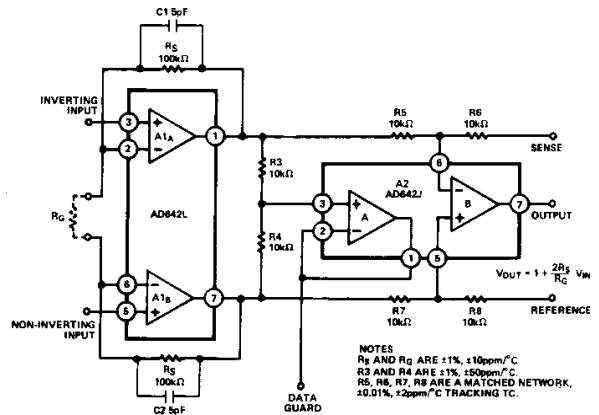 C1 5pF
RS
100kΩ
INVERTING
INPUT
3
+
A1A
1
2
−
RG
AD642L
6
−
A1B
7
5
+
NON-INVERTING
INPUT
RS
100kΩ
C2 5pF
R3
10kΩ
R4
10kΩ
R5
10kΩ
R6
10kΩ
SENSE
A2
AD642J
3
+
A
2
−
1
6
−
B
7
OUTPUT
+
5
VOUT = 1 + 2RS/RG VIN
R7
10kΩ
R8
10kΩ
REFERENCE
DATA
GUARD
NOTES
RS AND RG ARE ±1%, ±10ppm/°C.
R3 AND R4 ARE ±1%, ±50ppm/°C.
R5, R6, R7, R8 ARE A MATCHED NETWORK,
±0.01%, ±2ppm/°C TRACKING TC.